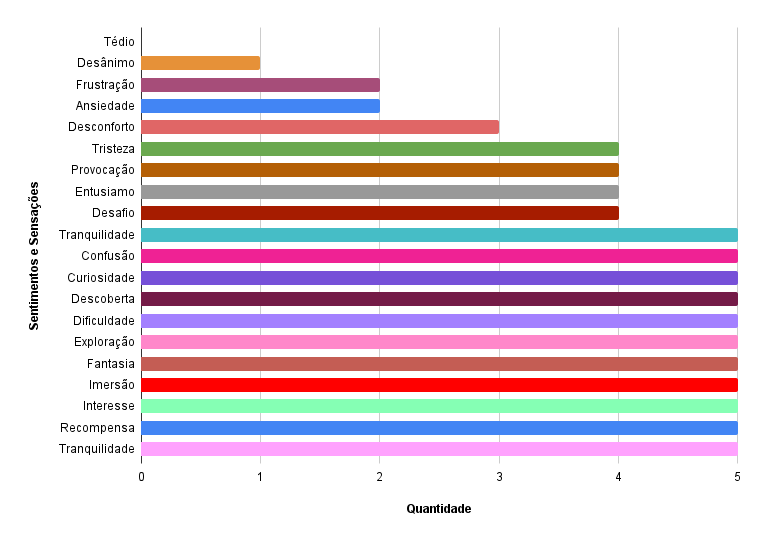 Sentimentos e Sensações
Tédio
Desânimo
Frustração
Ansiedade
Desconforto
Tristeza
Provocação
Entusiamo
Desafio
Tranquilidade
Confusão
Curiosidade
Descoberta
Dificuldade
Exploração
Fantasia
Imersão
Interesse
Recompensa
Tranquilidade
0 1 2 3 4 5
Quantidade